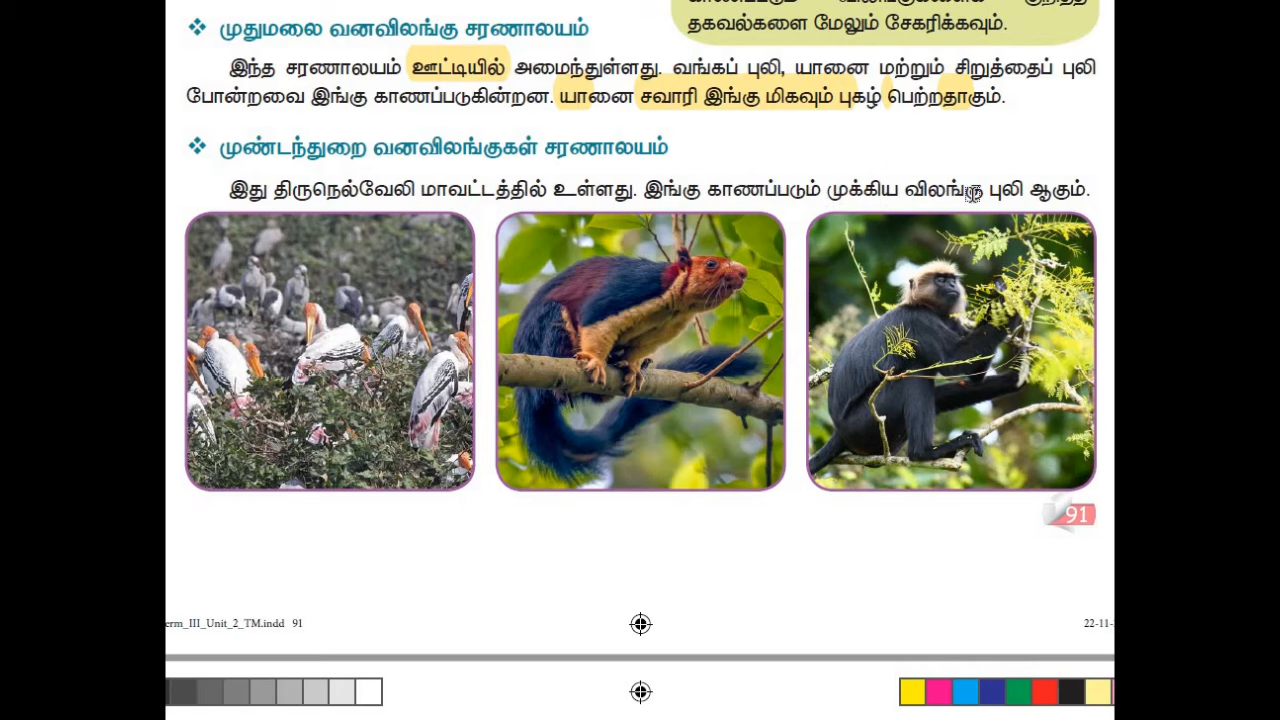 தகவல்களை மேலும் சேகரிக்கவும்.
❖ முதுமலை வனவிலங்கு சரணாலயம்
இந்த சரணாலயம் ஊட்டியில் அமைந்துள்ளது. வங்கப் புலி, யானை மற்றும் சிறுத்தைப் புலி
போன்றவை இங்கு காணப்படுகின்றன. யானை சவாரி இங்கு மிகவும் புகழ் பெற்றதாகும்.
❖ முண்டந்துறை வனவிலங்குகள் சரணாலயம்
இது திருநெல்வேலி மாவட்டத்தில் உள்ளது. இங்கு காணப்படும் முக்கிய விலங்கு புலி ஆகும்.
91
erm_III_Unit_2_TM.indd 91
22-11-